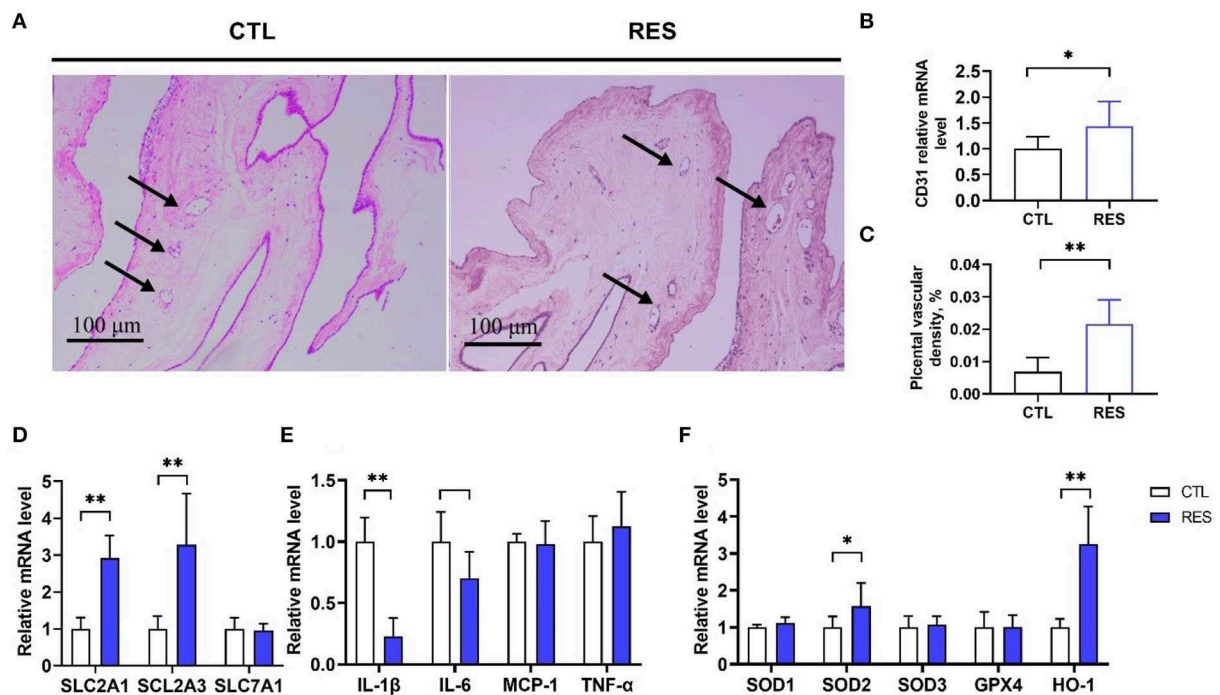 A
CTL
RES
100 μm
100 μm
B
CD31 relative mRNA
level
2.5
2.0
1.5
1.0
0.5
0.0
*
CTL
RES
C
Plcental vascular
density, %
0.04
0.03
0.02
0.01
0.00
**
CTL
RES
D
Relative mRNA level
5
4
3
2
1
0
**
**
SLC2A1
SCL2A3
SLC7A1
E
Relative mRNA level
1.5
1.0
0.5
0.0
**
IL-1β
IL-6
MCP-1
TNF-α
F
Relative mRNA level
5
4
3
2
1
0
*
**
SOD1
SOD2
SOD3
GPX4
HO-1
CTL
RES